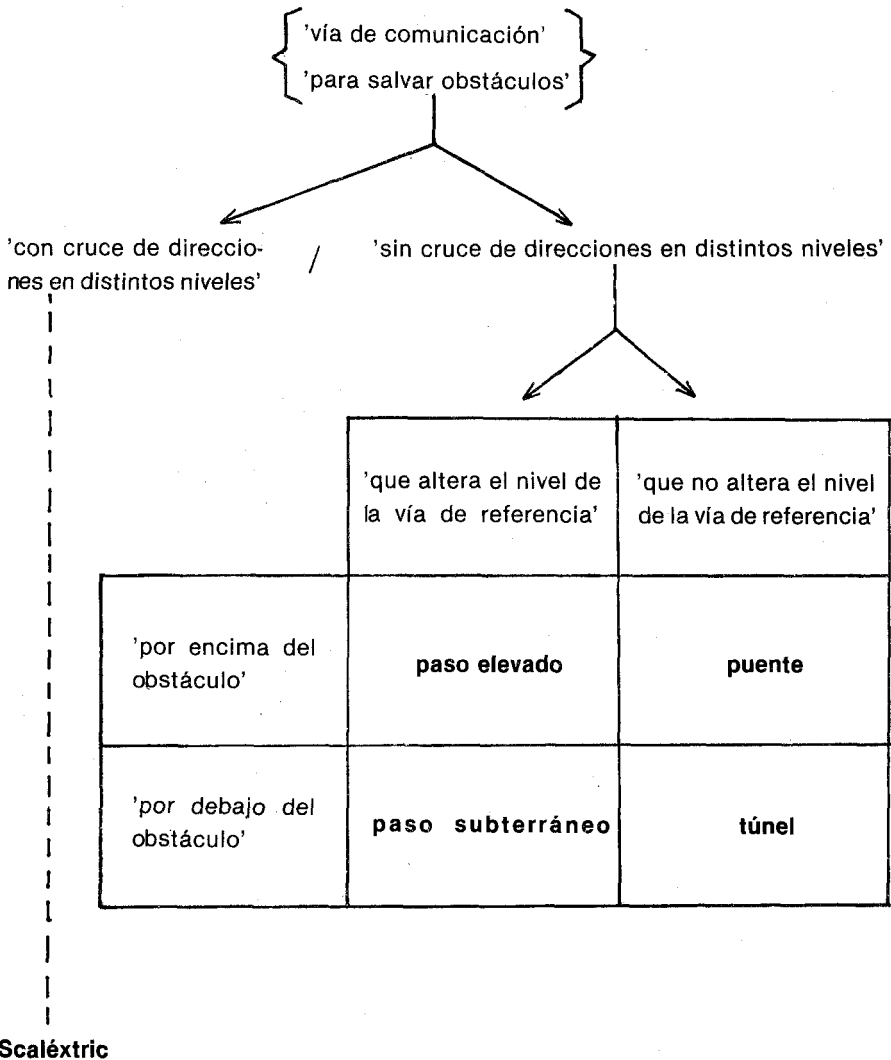 'vía de comunicación'
'para salvar obstáculos'
'con cruce de direccio-
nes en distintos niveles'
/
'sin cruce de direcciones en distintos niveles'
'que altera el nivel de
la vía de referencia'
'que no altera el nivel
de la vía de referencia'
'por encima del
obstáculo'
paso elevado
puente
'por debajo del
obstáculo'
paso subterráneo
túnel
Scaléxtric